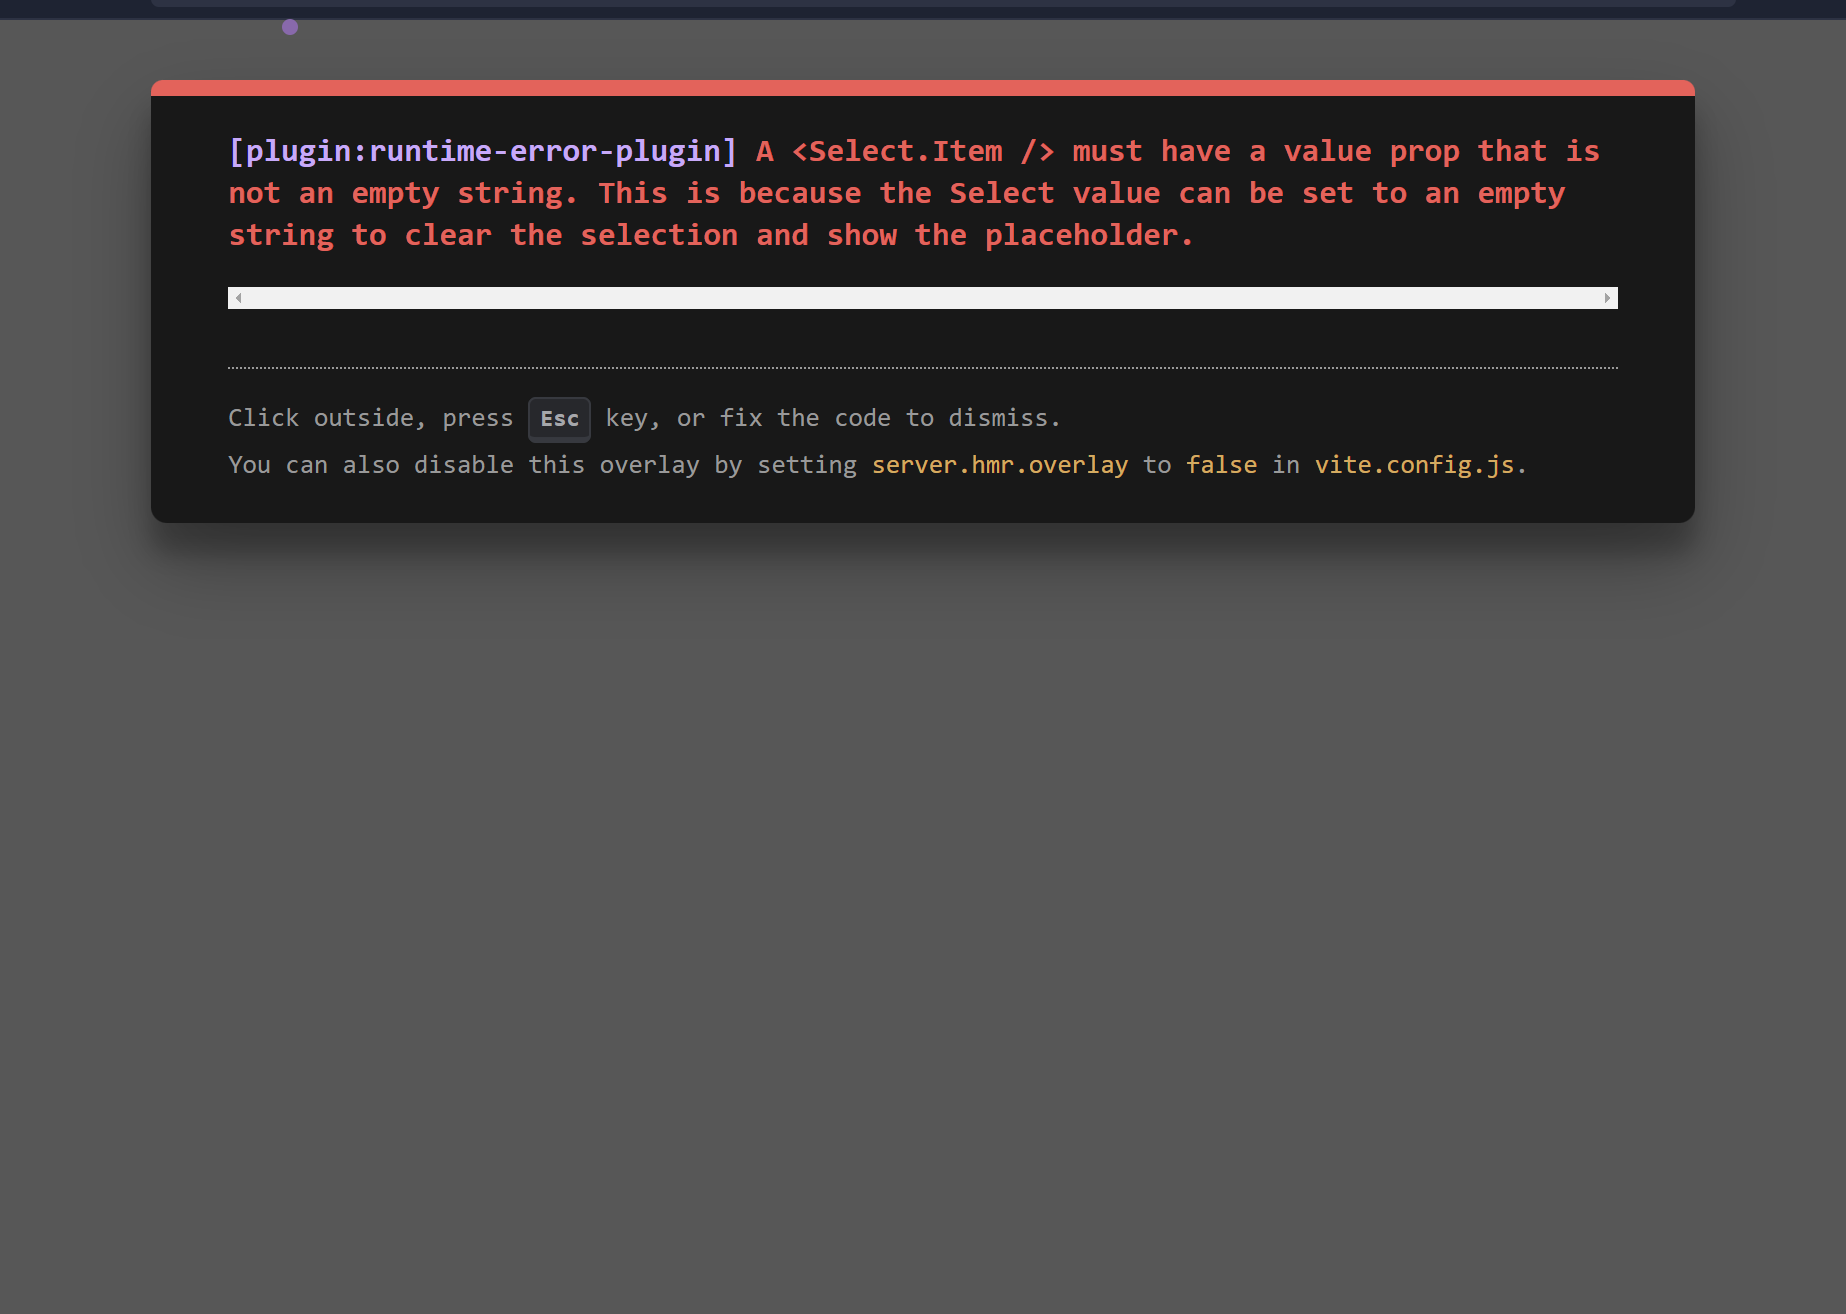 [plugin:runtime-error-plugin] A <Select.Item /> must have a value prop that is
not an empty string. This is because the Select value can be set to an empty
string to clear the selection and show the placeholder.
Click outside, press Esc key, or fix the code to dismiss.
You can also disable this overlay by setting server.hmr.overlay to false in vite.config.js.